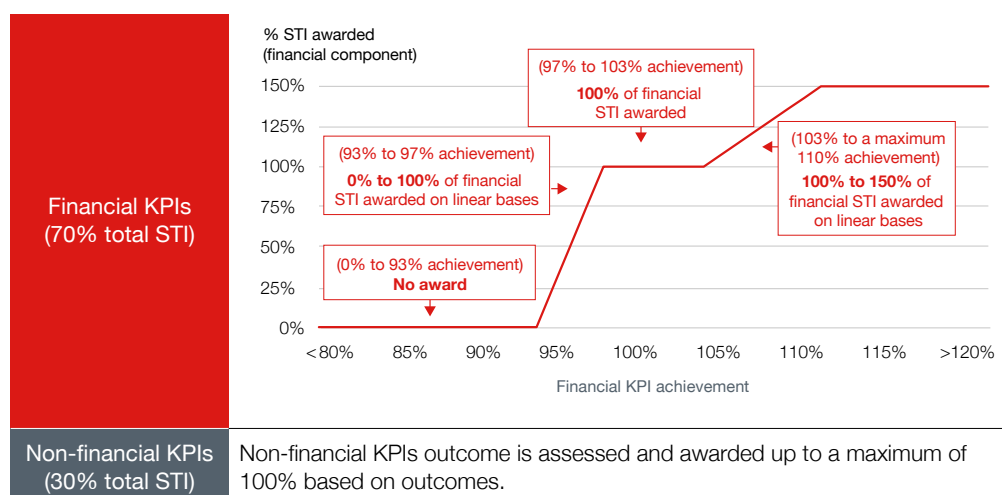 Financial KPIs
(70% total STI)
% STI awarded
(financial component)
150%
125%
100%
75%
50%
25%
0%
(97% to 103% achievement)
100% of financial
STI awarded
(93% to 97% achievement)
0% to 100% of financial
STI awarded on linear bases
(103% to a maximum
110% achievement)
100% to 150% of
financial STI awarded
on linear bases
(0% to 93% achievement)
No award
<80% 85% 90% 95% 100% 105% 110% 115% >120%
Financial KPI achievement
Non-financial KPIs
(30% total STI)
Non-financial KPIs outcome is assessed and awarded up to a maximum of
100% based on outcomes.